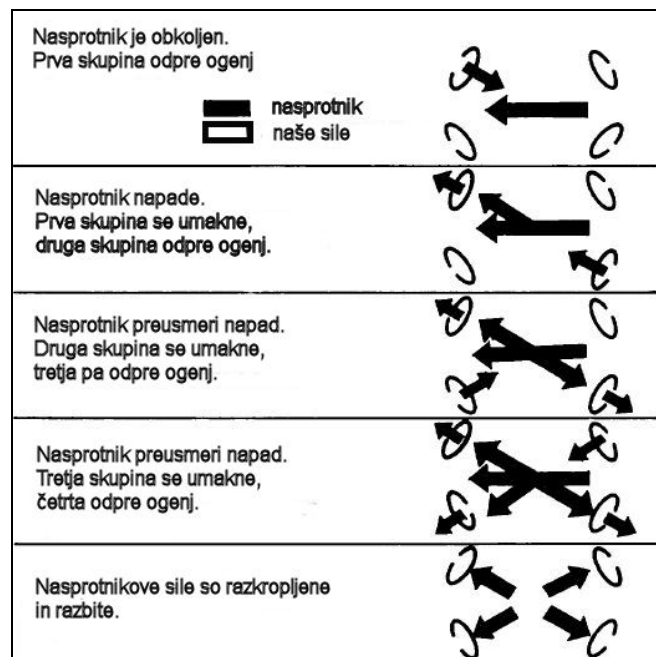 Nasprotnik je obkoljen.
Prva skupina odpre ogenj
nasprotnik
naše sile
Nasprotnik napade.
Prva skupina se umakne,
druga skupina odpre ogenj.
Nasprotnik preusmeri napad.
Druga skupina se umakne,
tretja pa odpre ogenj.
Nasprotnik preusmeri napad.
Tretja skupina se umakne,
četrta odpre ogenj.
Nasprotnikove sile so razkropljene
in razbite.